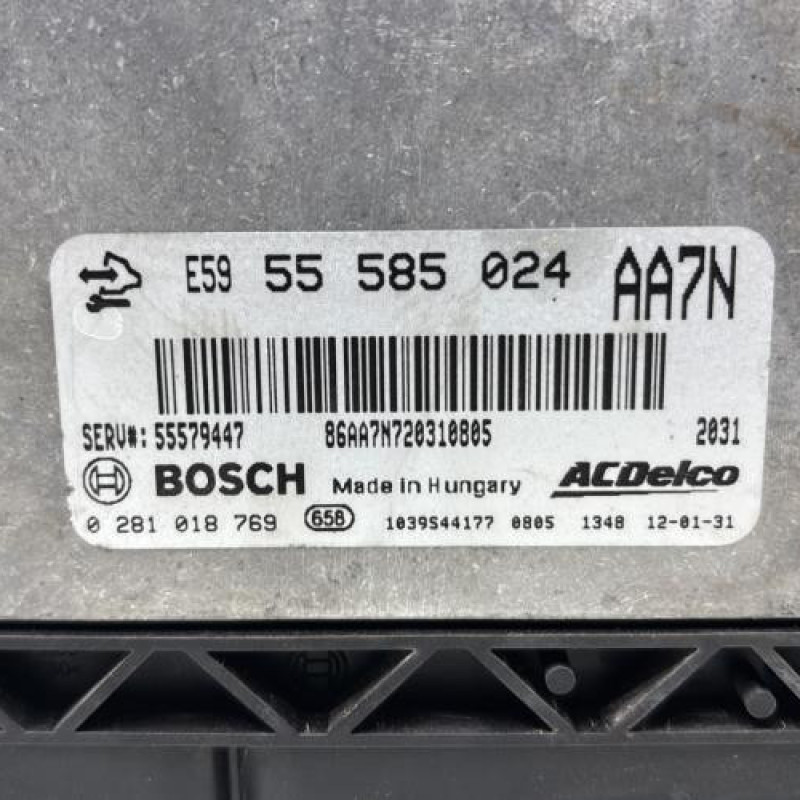 E59 55 585 024 AA7N
SERV#: 55579447 86AA7N720310805 2031
BOSCH Made in Hungary ACDelco
0 281 018 769 658 1039S44177 0805 1348 12-01-31